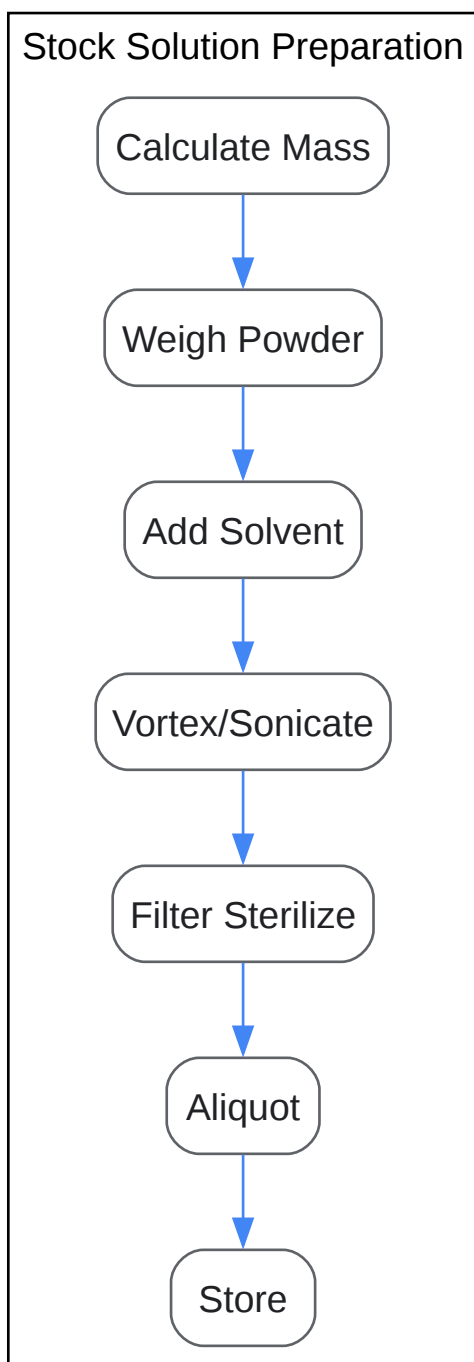 Stock Solution Preparation
Calculate Mass
Weigh Powder
Add Solvent
Vortex/Sonicate
Filter Sterilize
Aliquot
Store